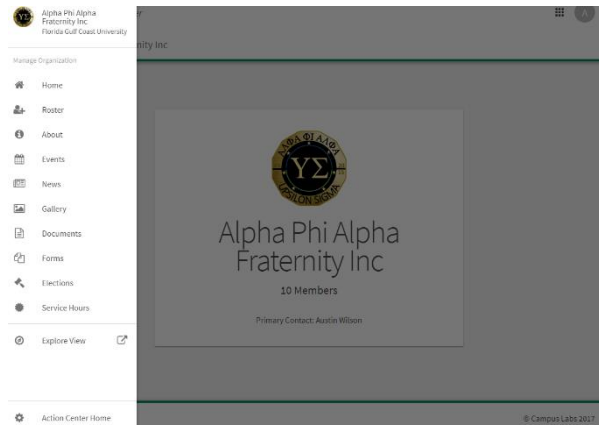 ΥΣ
Alpha Phi Alpha
Fraternity Inc
Florida Gulf Coast University
Manage Organization
Home
Roster
About
Events
News
Gallery
Documents
Forms
Elections
Service Hours
Explore View
Action Center Home
nity Inc
A
ΑΛΦΑ ΦΙ ΑΛΦΑ
ΥΣ
UPSILON SIGMA
Alpha Phi Alpha
Fraternity Inc
10 Members
Primary Contact: Austin Wilson
© Campus Labs 2017